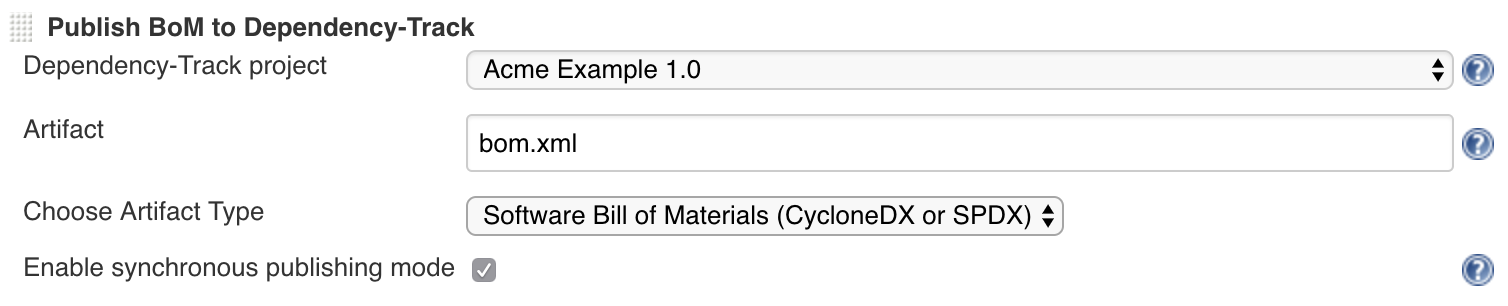 Publish BoM to Dependency-Track
Dependency-Track project
Acme Example 1.0
?
Artifact
bom.xml
?
Choose Artifact Type
Software Bill of Materials (CycloneDX or SPDX)
Enable synchronous publishing mode
?